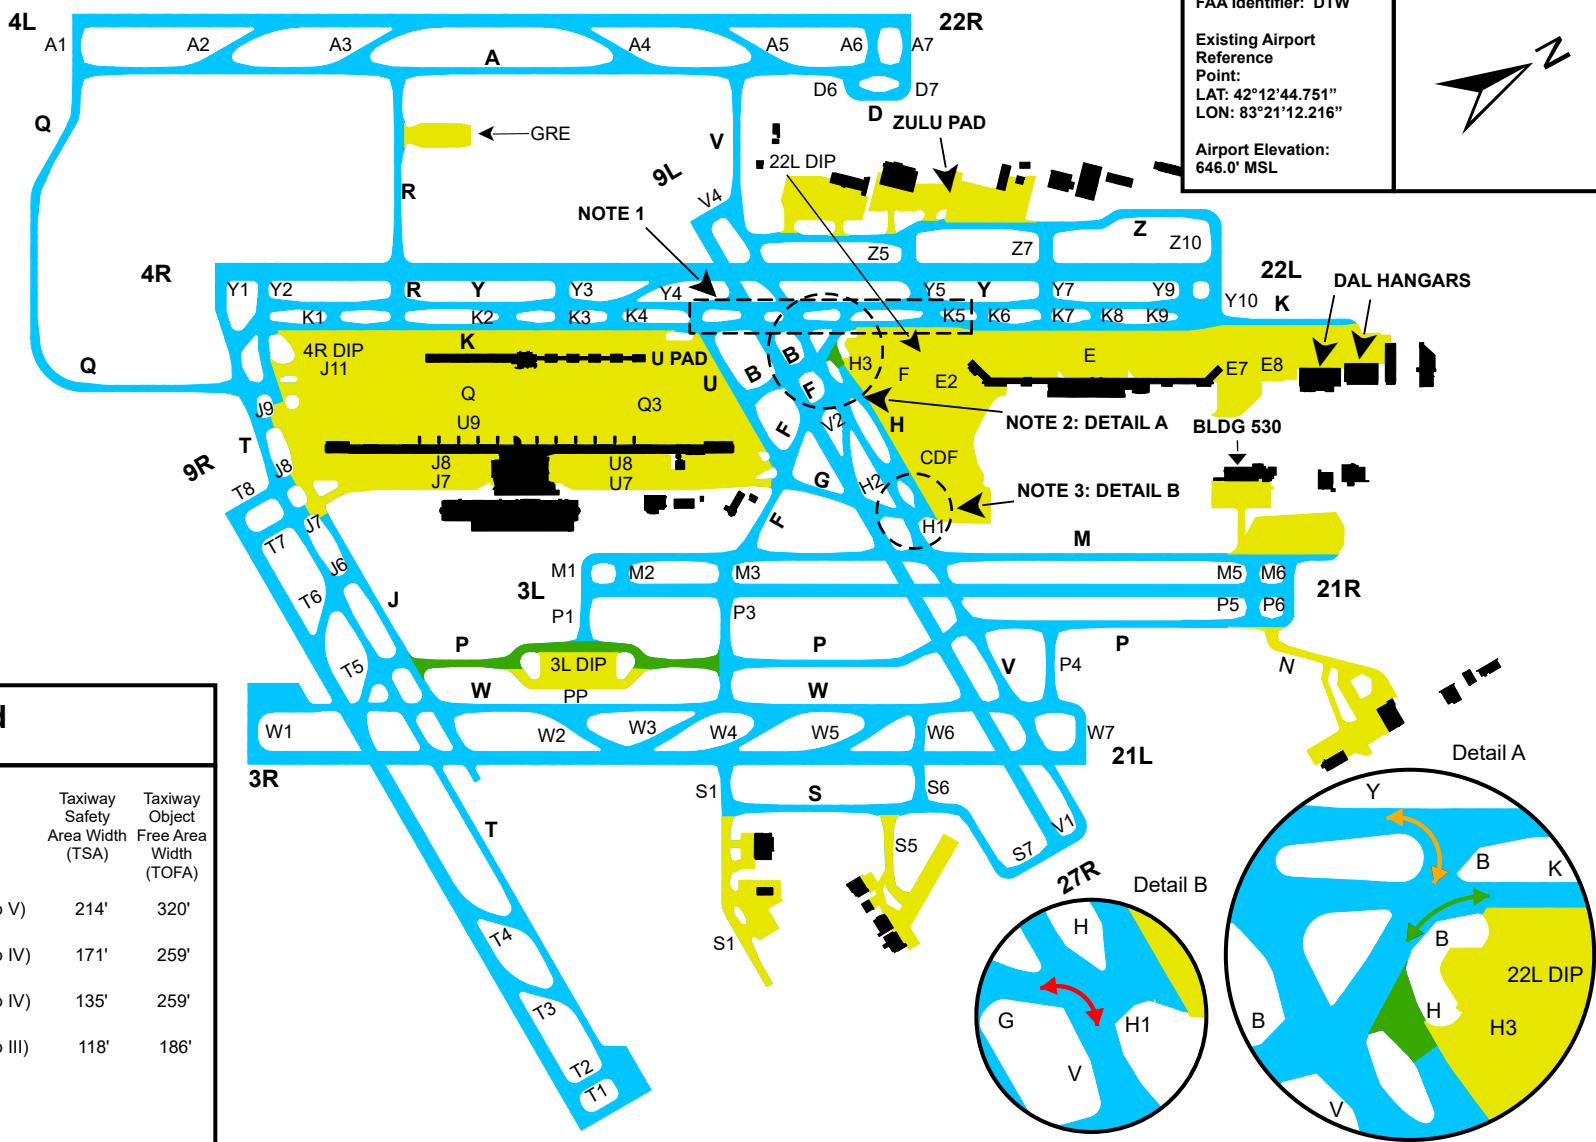 4L
22R
A1
A2
A3
A
A4
A5
A6
A7
D6
D7
D
FAA Identifier: DTW
Existing Airport
Reference
Point:
LAT: 42°12'44.751"
LON: 83°21'12.216"
Airport Elevation:
646.0' MSL
N
Q
GRE
R
V
ZULU PAD
22L DIP
9L
V4
NOTE 1
Z
Z5
Z7
Z10
4R
22L
Y1
Y2
R
Y
Y3
Y4
Y5
Y
Y7
Y9
Y10
K
DAL HANGARS
K1
K2
K3
K4
K5
K6
K7
K8
K9
4R DIP
J11
K
U PAD
U
B
B
H3
F
E2
E
E7
E8
Q
Q
Q3
U9
F
F
V2
H
NOTE 2: DETAIL A
BLDG 530
J9
T
9R
J8
T8
J8
J7
U8
U7
G
H2
CDF
NOTE 3: DETAIL B
H1
F
J7
T7
J6
T6
J
T5
M
M1
M2
M3
M5
M6
3L
21R
P1
P3
P5
P6
P
3L DIP
P
P
PP
W
W
V
P4
N
W1
W2
W3
W4
W5
W6
W7
3R
21L
S1
S
S6
T
S5
S7
V1
27R
S1
T4
T3
T2
T1
d
Taxiway
Safety
Area Width
(TSA)
Taxiway
Object
Free Area
Width
(TOFA)
V)
214'
320'
IV)
171'
259'
IV)
135'
259'
III)
118'
186'
Detail B
H
G
H1
V
Detail A
Y
B
K
B
22L DIP
H
H3
B
V